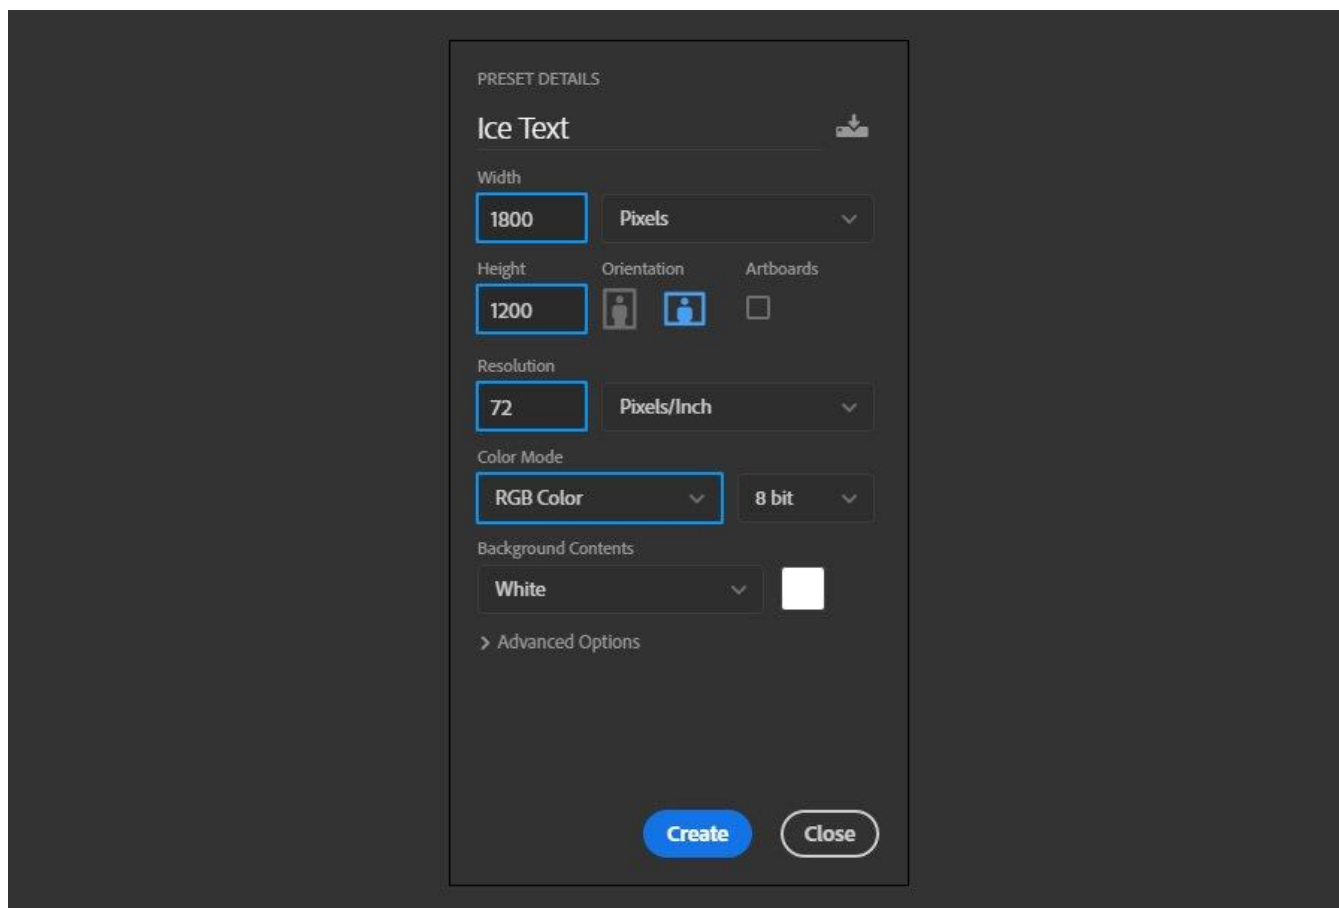 PRESET DETAILS
Ice Text
Width
1800 Pixels
Height Orientation Artboards
1200
Resolution
72 Pixels/Inch
Color Mode
RGB Color 8 bit
Background Contents
White
Advanced Options
Create Close